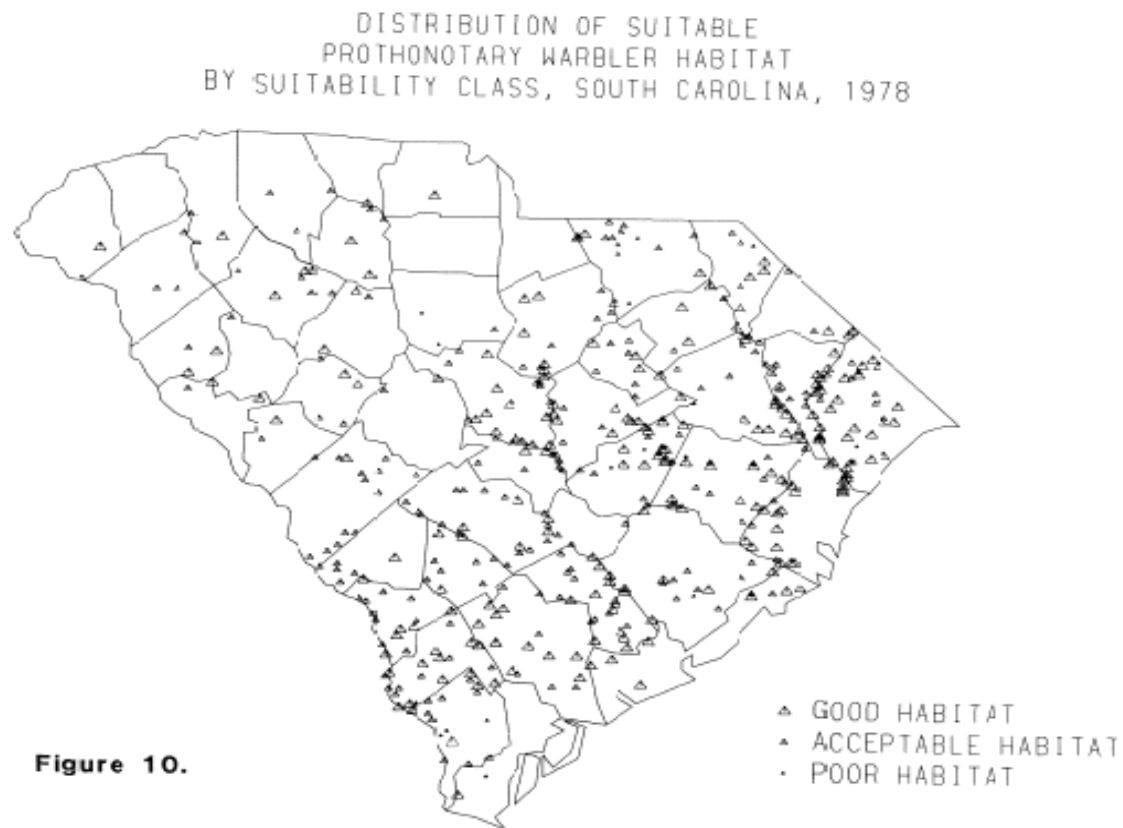 DISTRIBUTION OF SUITABLE
PROTHONOTARY WARBLER HABITAT
BY SUITABILITY CLASS, SOUTH CAROLINA, 1978
GOOD HABITAT
ACCEPTABLE HABITAT
POOR HABITAT
Figure 10.